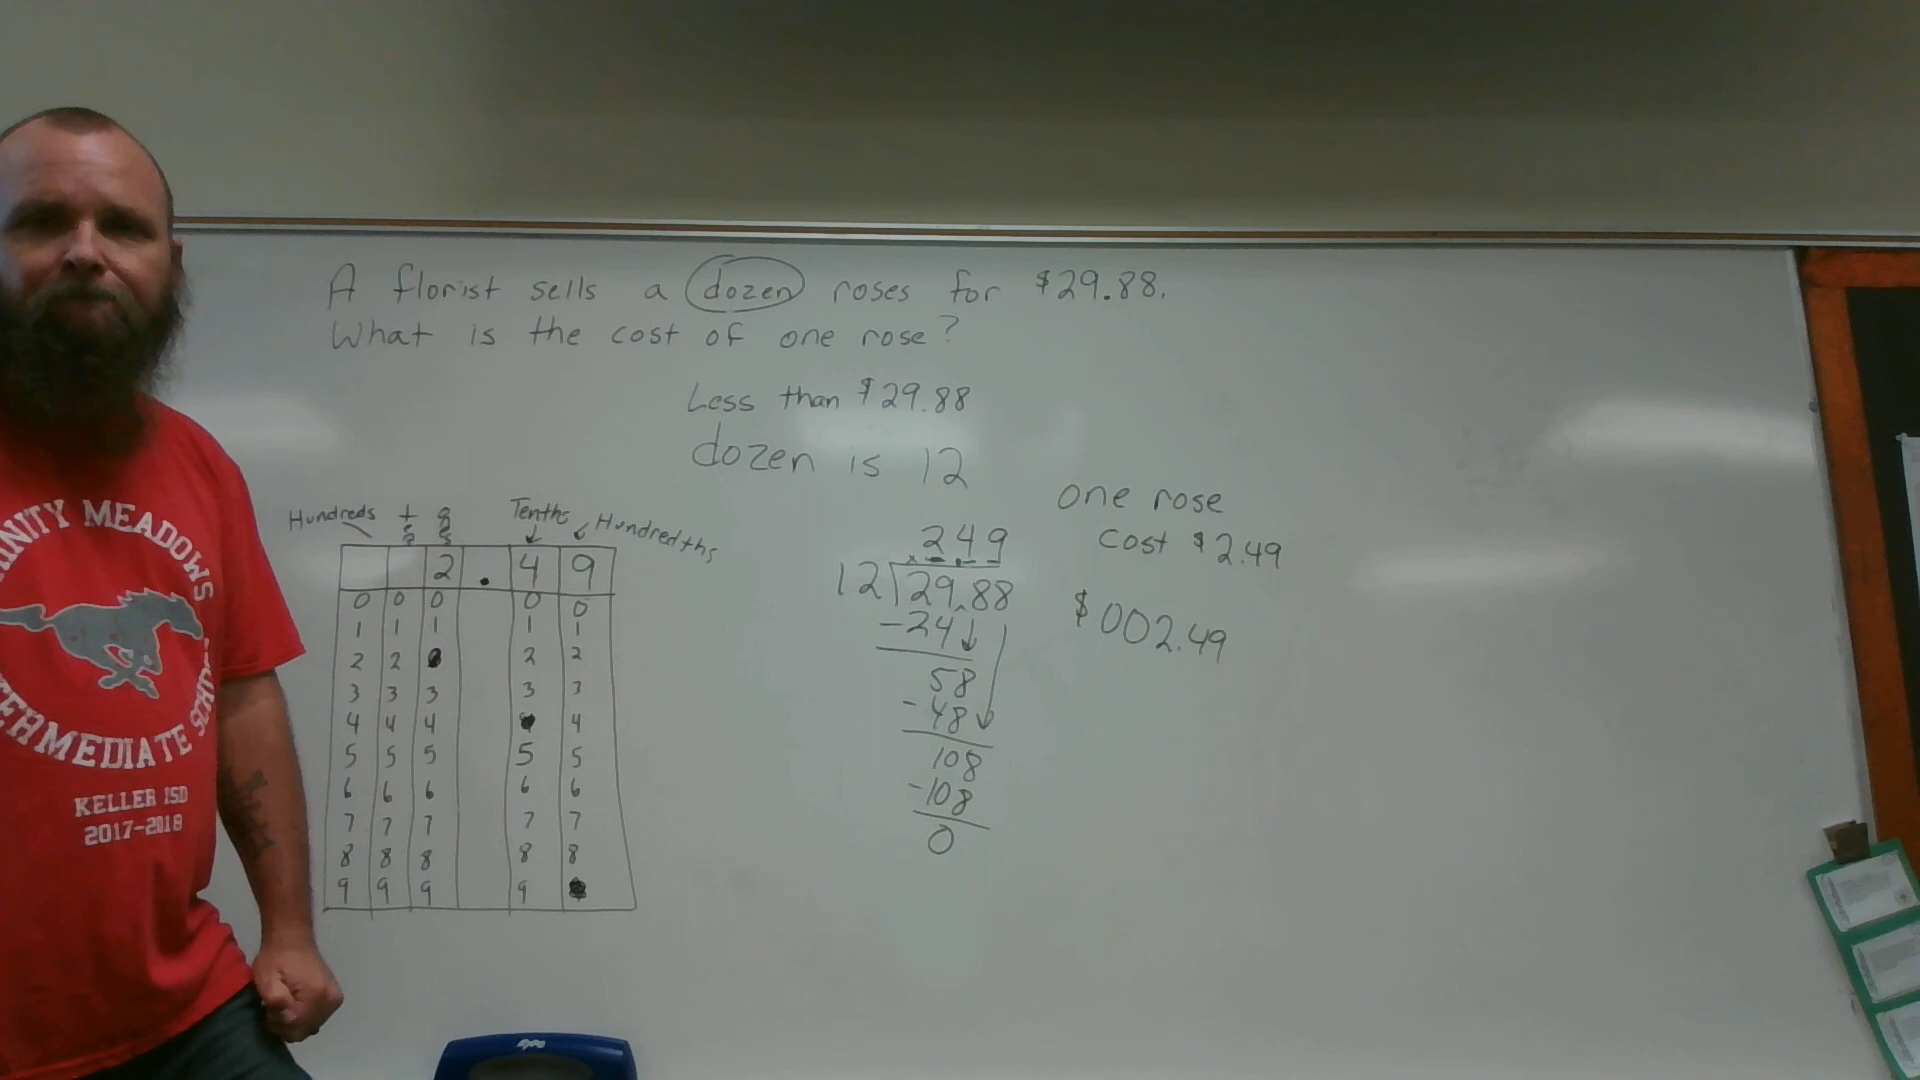 A florist sells a dozen roses for $29.88.
What is the cost of one rose?
Less than $29.88
dozen is 12
one rose
cost $2.49
$002.49
Hundreds
Tenths
Hundredths
2 . 4 9
0 0 0 0 0
1 1 1 1 1
2 2 2 2
3 3 3 3 3
4 4 4 4
5 5 5 5 5
6 6 6 6 6
7 7 7 7 7
8 8 8 8 8
9 9 9 9
2.49
12 29.88
-24
58
-48
108
-108
0
MEADOWS
KELLER ISD
2017-2018
expo